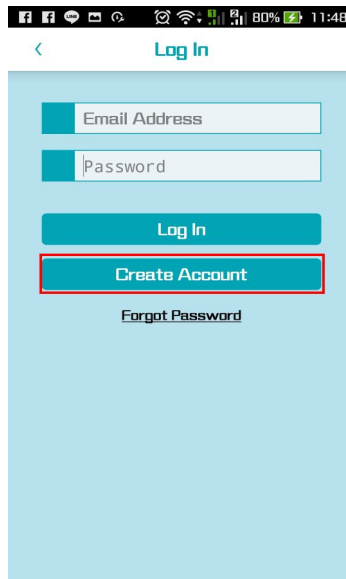 80% 11:48
Log In
Email Address
Password
Log In
Create Account
Forgot Password